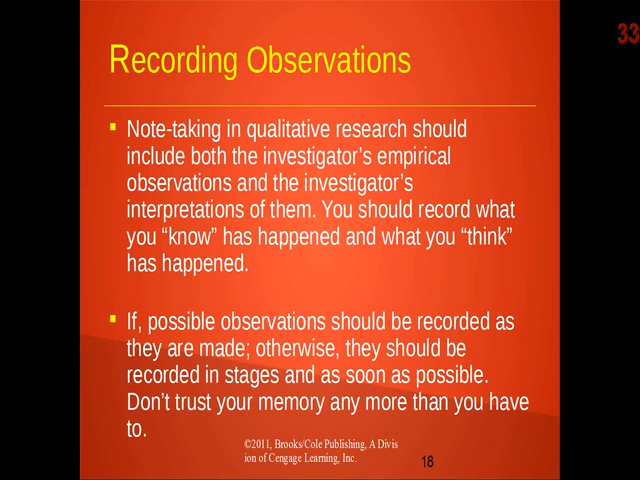 Recording Observations
33
Note-taking in qualitative research should
include both the investigator’s empirical
observations and the investigator’s
interpretations of them. You should record what
you “know” has happened and what you “think”
has happened.
If, possible observations should be recorded as
they are made; otherwise, they should be
recorded in stages and as soon as possible.
Don’t trust your memory any more than you have
to.
©2011, Brooks/Cole Publishing, A Divis
ion of Cengage Learning, Inc.
18